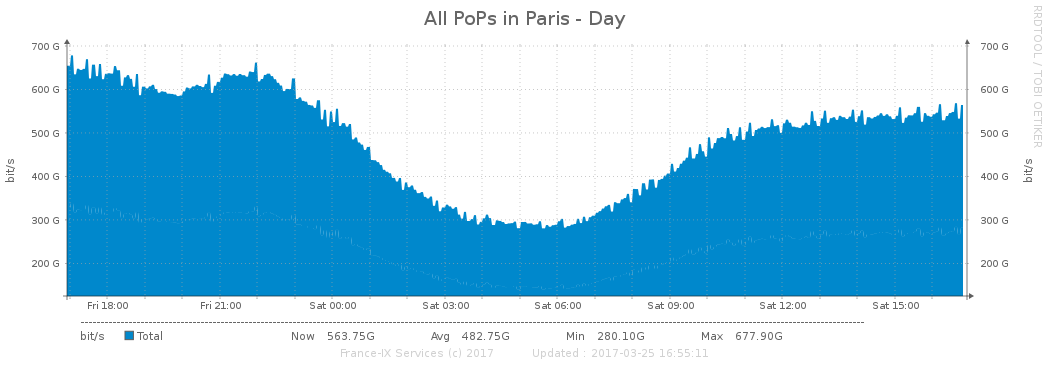 All PoPs in Paris - Day
RRDTOOL / TOBI OETIKER
700 G 700 G
600 G 600 G
500 G 500 G
400 G 400 G
300 G 300 G
200 G 200 G
bit/s bit/s
Fri 18:00 Fri 21:00 Sat 00:00 Sat 03:00 Sat 06:00 Sat 09:00 Sat 12:00 Sat 15:00
bit/s Total Now 563.75G Avg 482.75G Min 280.10G Max 677.90G
France-IX Services (c) 2017 Updated : 2017-03-25 16:55:11